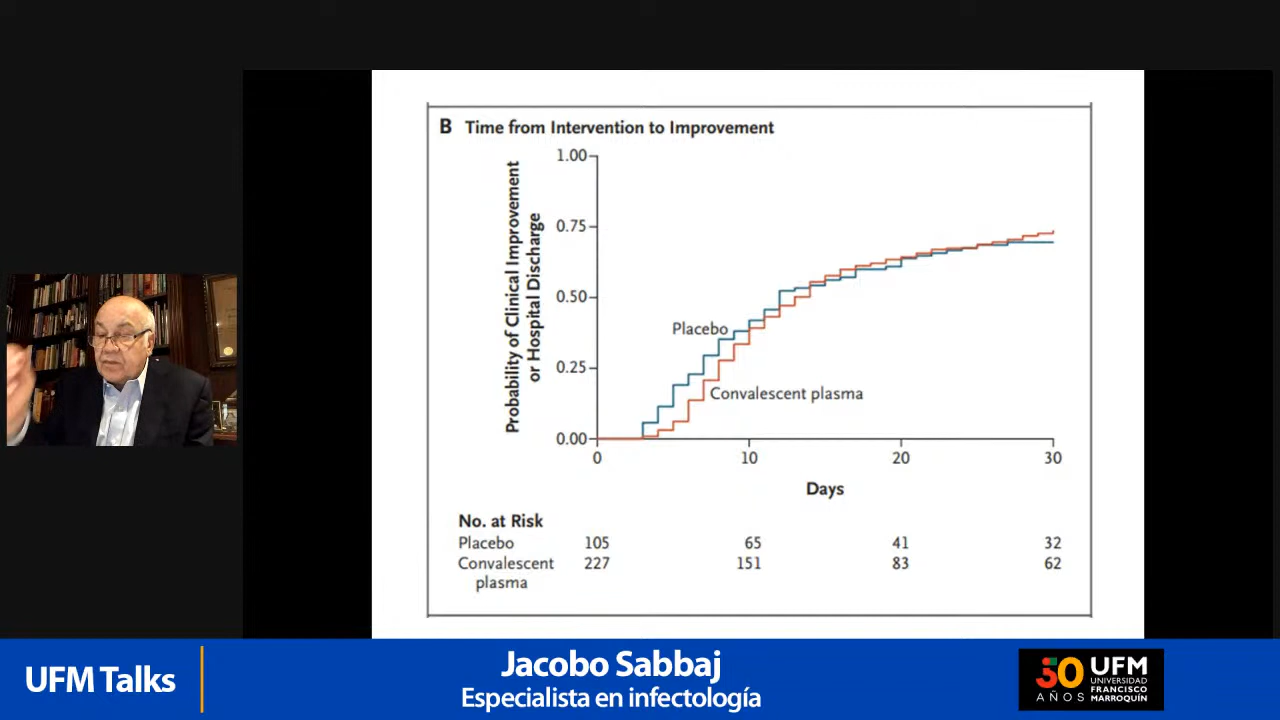 B Time from Intervention to Improvement
Probability of Clinical Improvement
or Hospital Discharge
1.00
0.75
0.50
0.25
0.00
Placebo
Convalescent plasma
0 10 20 30
Days
No. at Risk
Placebo 105 65 41 32
Convalescent 227 151 83 62
plasma
UFM Talks
Jacobo Sabbaj
Especialista en infectología
50 UFM
AÑOS
UNIVERSIDAD
FRANCISCO
MARROQUÍN